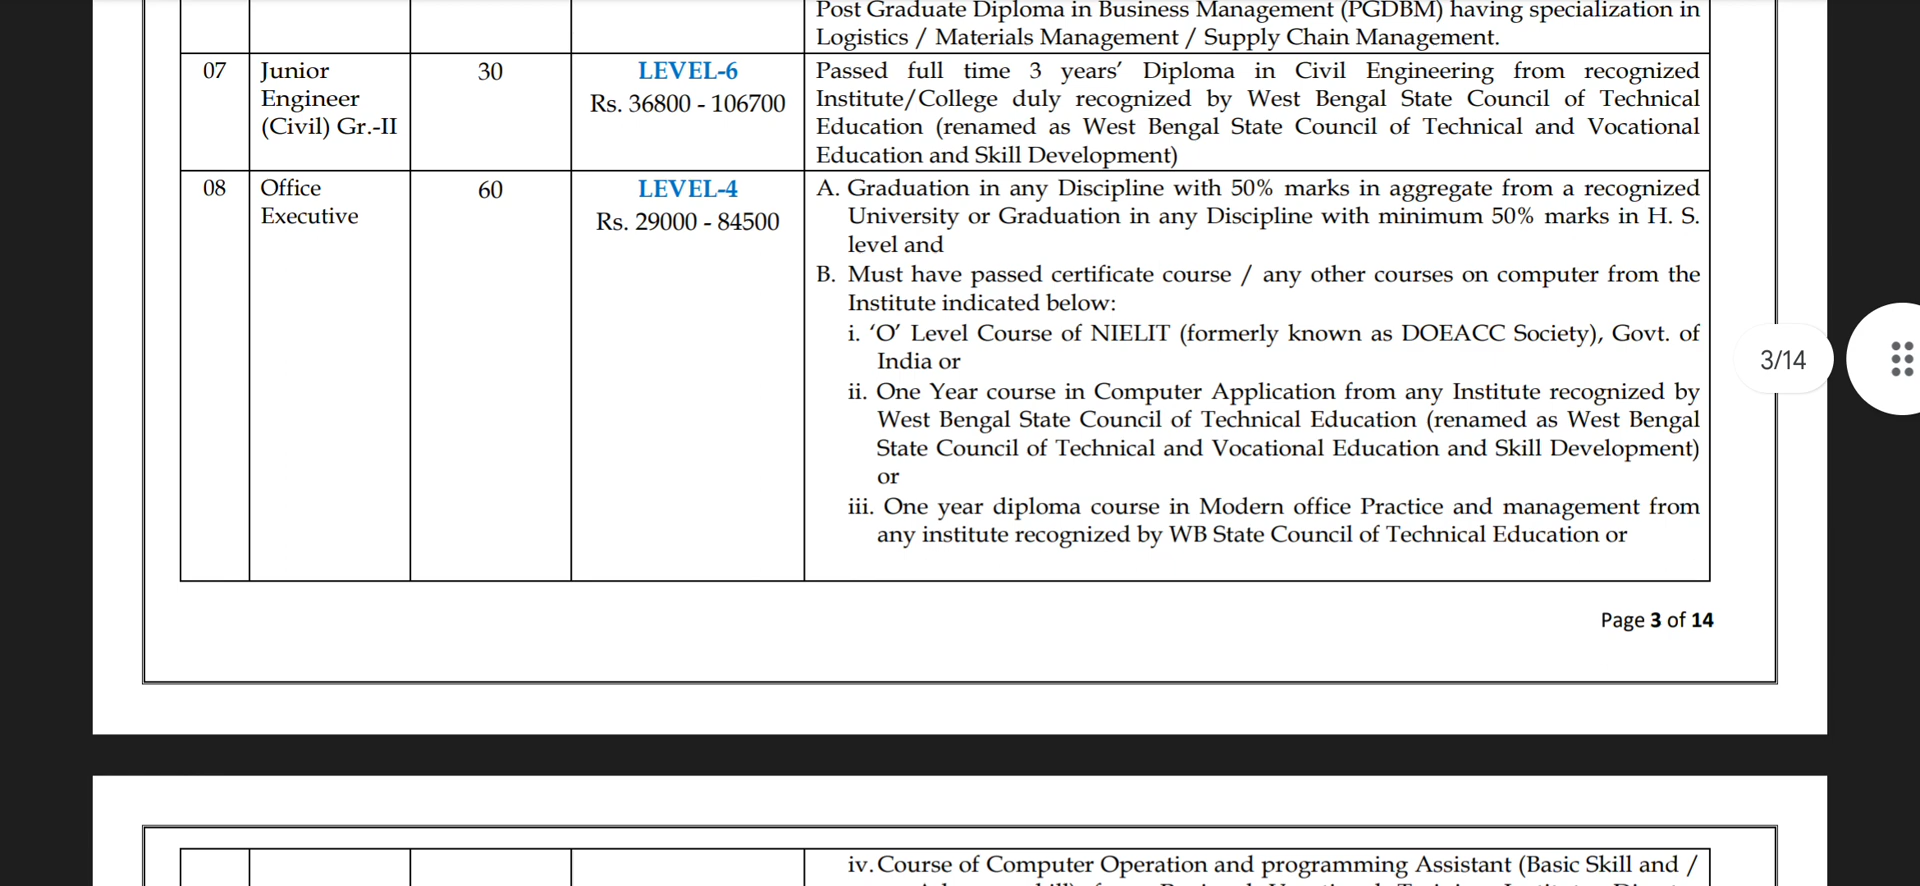 Post Graduate Diploma in Business Management (PGDBM) having specialization in
Logistics / Materials Management / Supply Chain Management.
07
Junior
Engineer
(Civil) Gr.-II
30
LEVEL-6
Rs. 36800 - 106700
Passed full time 3 years’ Diploma in Civil Engineering from recognized
Institute/College duly recognized by West Bengal State Council of Technical
Education (renamed as West Bengal State Council of Technical and Vocational
Education and Skill Development)
08
Office
Executive
60
LEVEL-4
Rs. 29000 - 84500
A. Graduation in any Discipline with 50% marks in aggregate from a recognized
University or Graduation in any Discipline with minimum 50% marks in H. S.
level and
B. Must have passed certificate course / any other courses on computer from the
Institute indicated below:
i. ‘O’ Level Course of NIELIT (formerly known as DOEACC Society), Govt. of
India or
ii. One Year course in Computer Application from any Institute recognized by
West Bengal State Council of Technical Education (renamed as West Bengal
State Council of Technical and Vocational Education and Skill Development)
or
iii. One year diploma course in Modern office Practice and management from
any institute recognized by WB State Council of Technical Education or
3/14
Page 3 of 14
iv. Course of Computer Operation and programming Assistant (Basic Skill and /